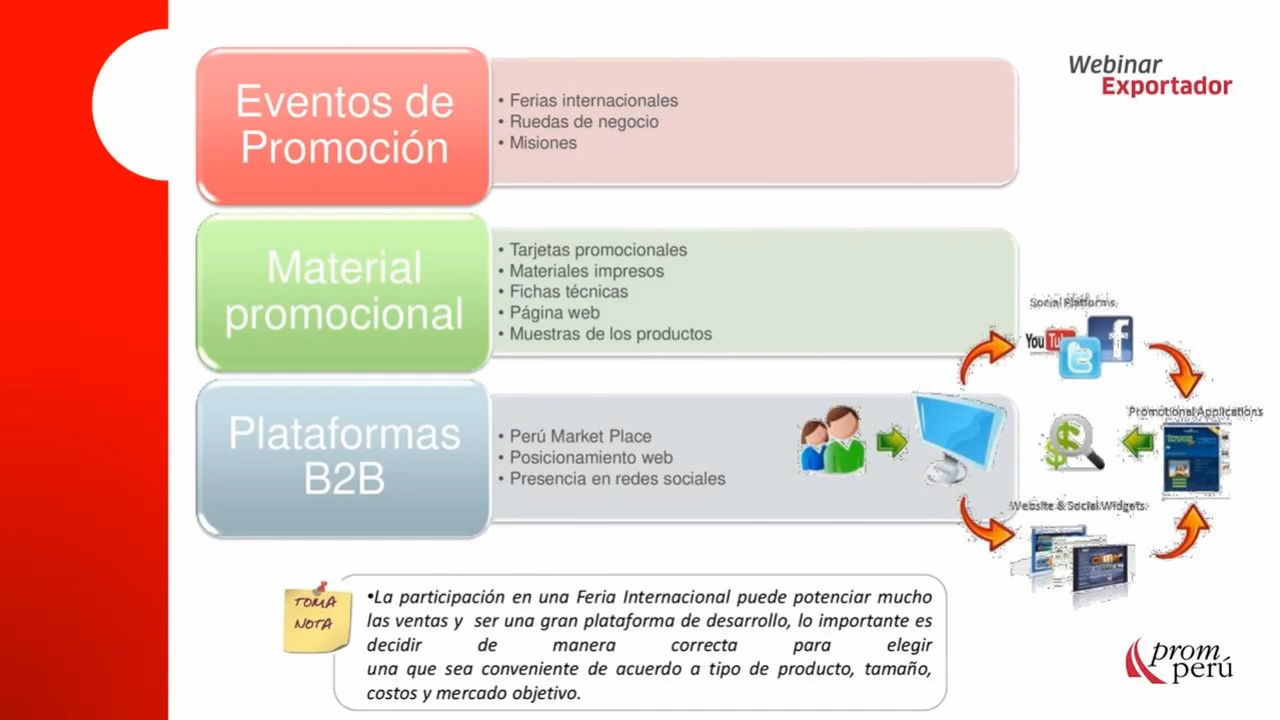 Webinar
Exportador
Eventos de
Promoción
• Ferias internacionales
• Ruedas de negocio
• Misiones
Material
promocional
• Tarjetas promocionales
• Materiales impresos
• Fichas técnicas
• Página web
• Muestras de los productos
Plataformas
B2B
• Perú Market Place
• Posicionamiento web
• Presencia en redes sociales
Social Platforms
You Tube
Promotional Applications
Website & Social Widgets
TOMA
NOTA
•La participación en una Feria Internacional puede potenciar mucho
las ventas y ser una gran plataforma de desarrollo, lo importante es
decidir de manera correcta para elegir
una que sea conveniente de acuerdo a tipo de producto, tamaño,
costos y mercado objetivo.
prom
perú